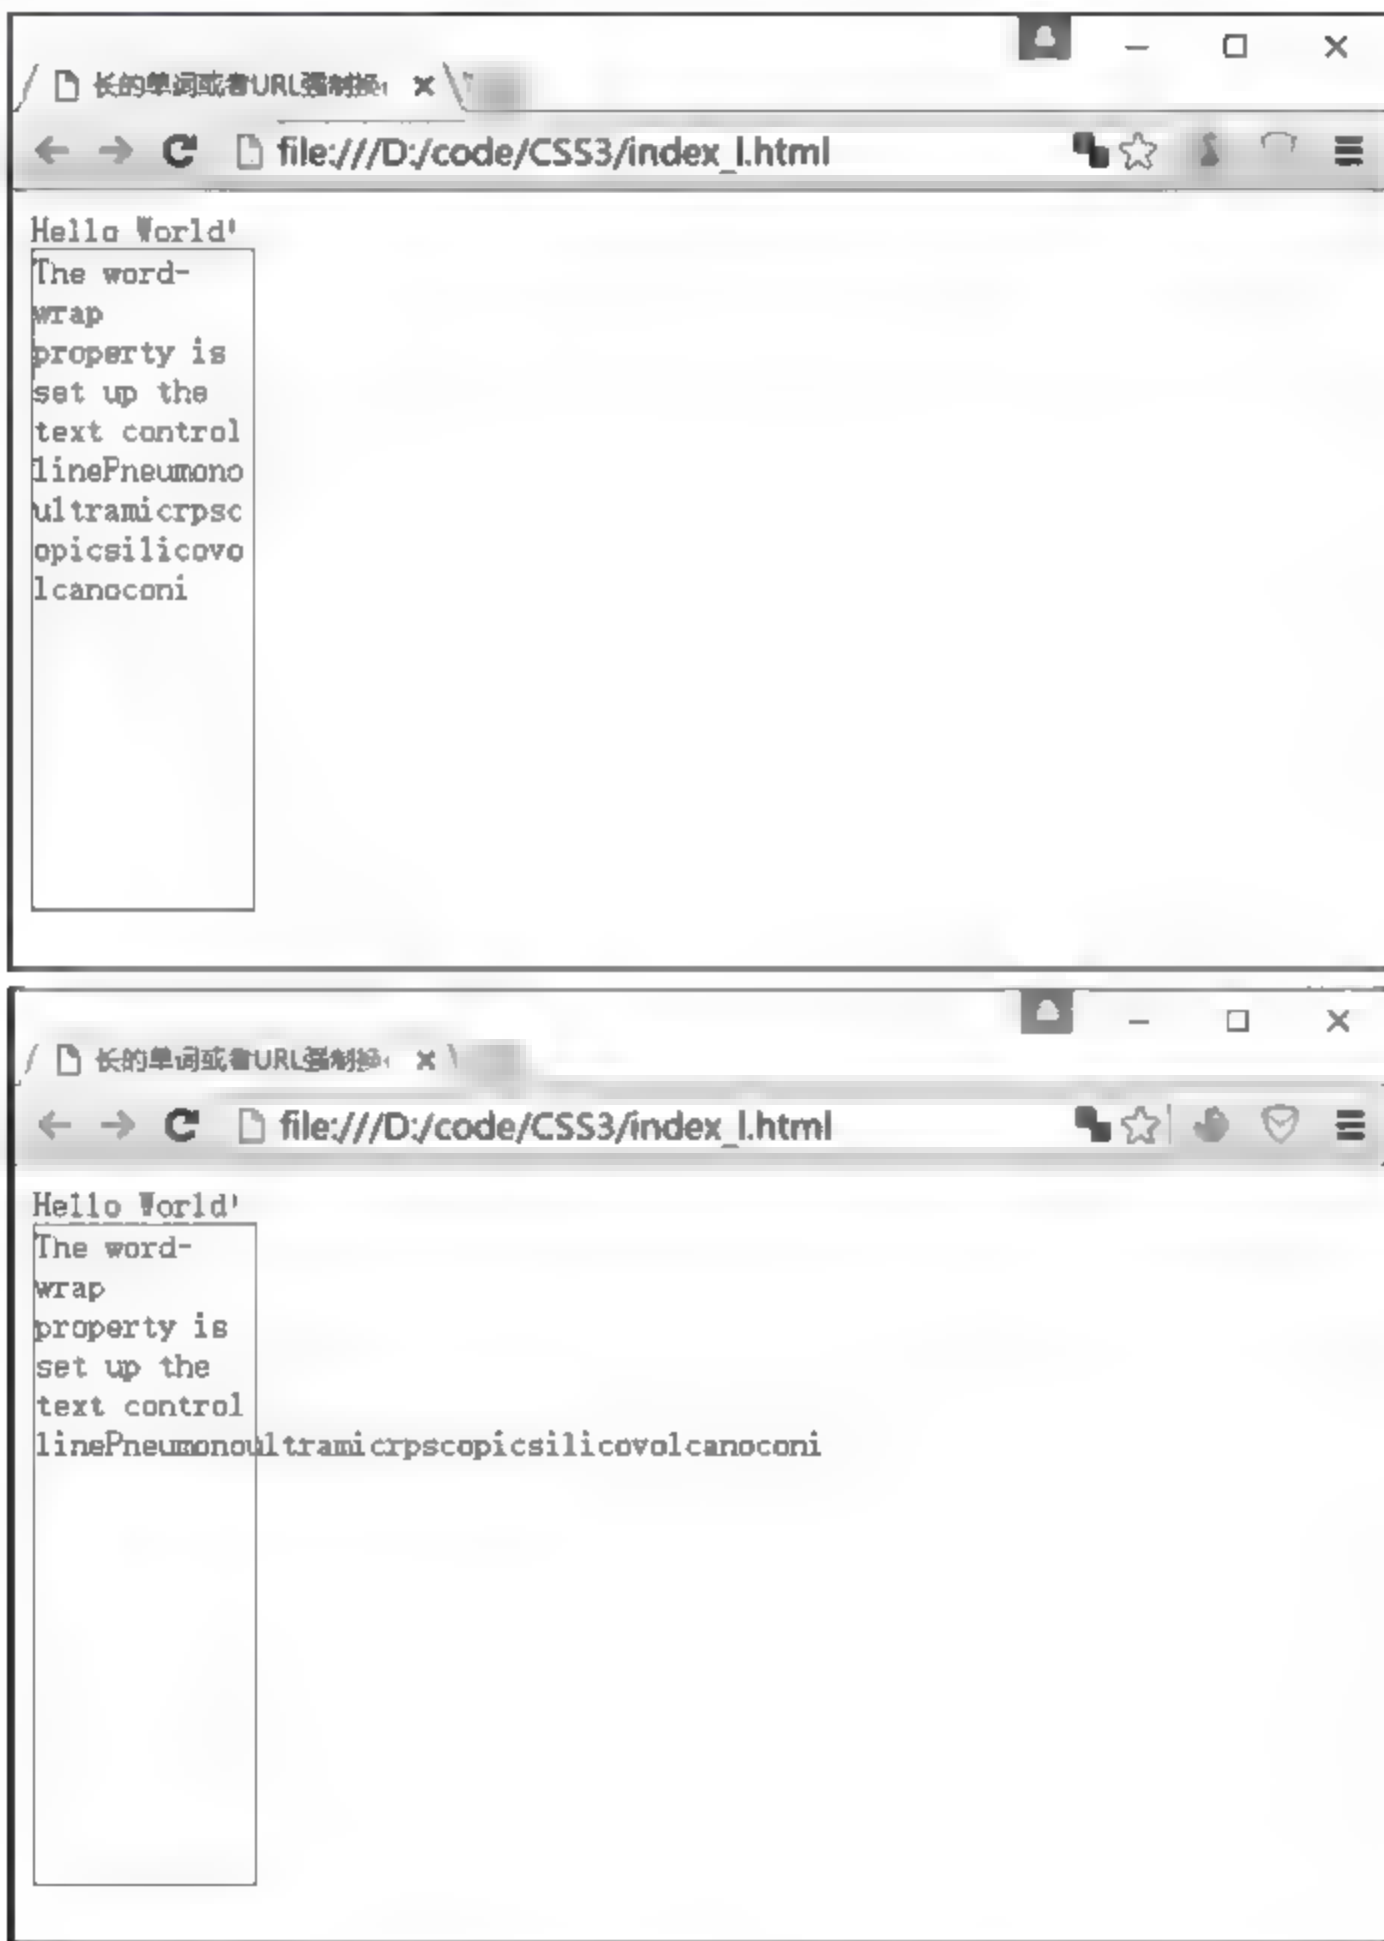 长的单词或者URL强制换
file:///D:/code/CSS3/index_l.html
Hello World!
The word-
wrap
property is
set up the
text control
linePneumono
ultramicrpsc
opicsilicovo
lcanoconi
长的单词或者URL强制换
file:///D:/code/CSS3/index_l.html
Hello World!
The word-
wrap
property is
set up the
text control
linePneumonoultramicrpscopicsilicovolcanoconi